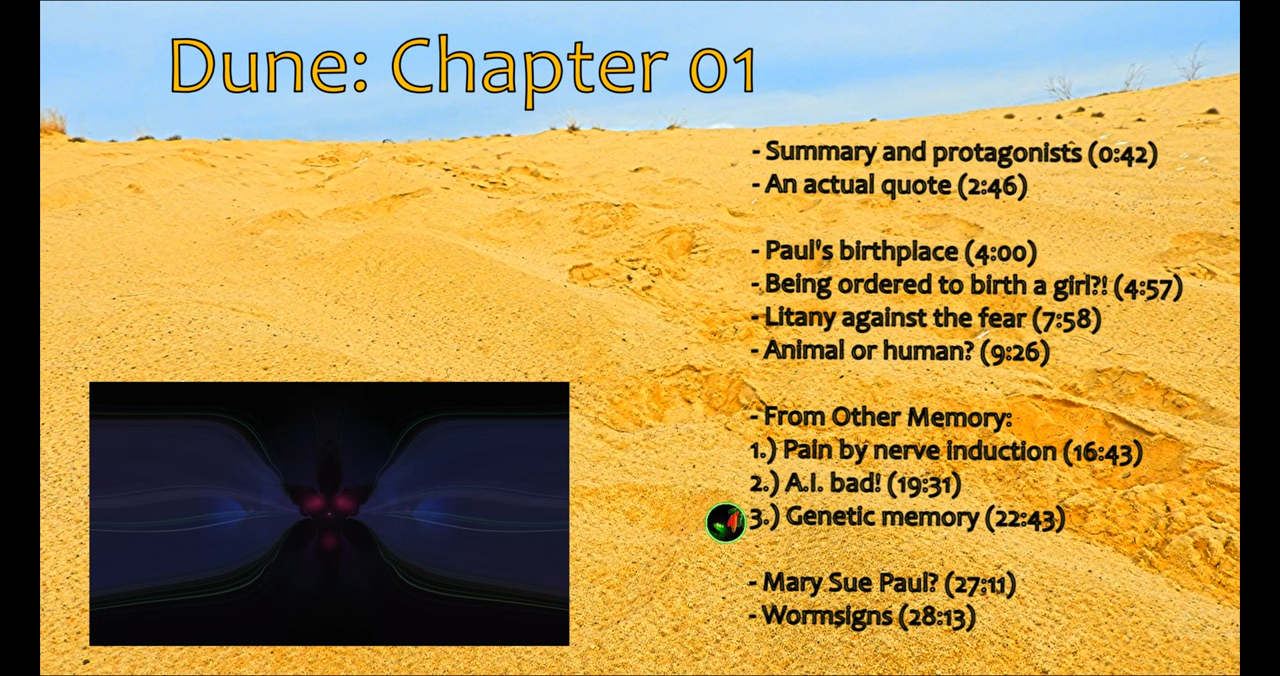 Dune: Chapter 01
- Summary and protagonists (0:42)
- An actual quote (2:46)
- Paul's birthplace (4:00)
- Being ordered to birth a girl?! (4:57)
- Litany against the fear (7:58)
- Animal or human? (9:26)
- From Other Memory:
1.) Pain by nerve induction (16:43)
2.) A.I. bad! (19:31)
3.) Genetic memory (22:43)
- Mary Sue Paul? (27:11)
- Wormsigns (28:13)